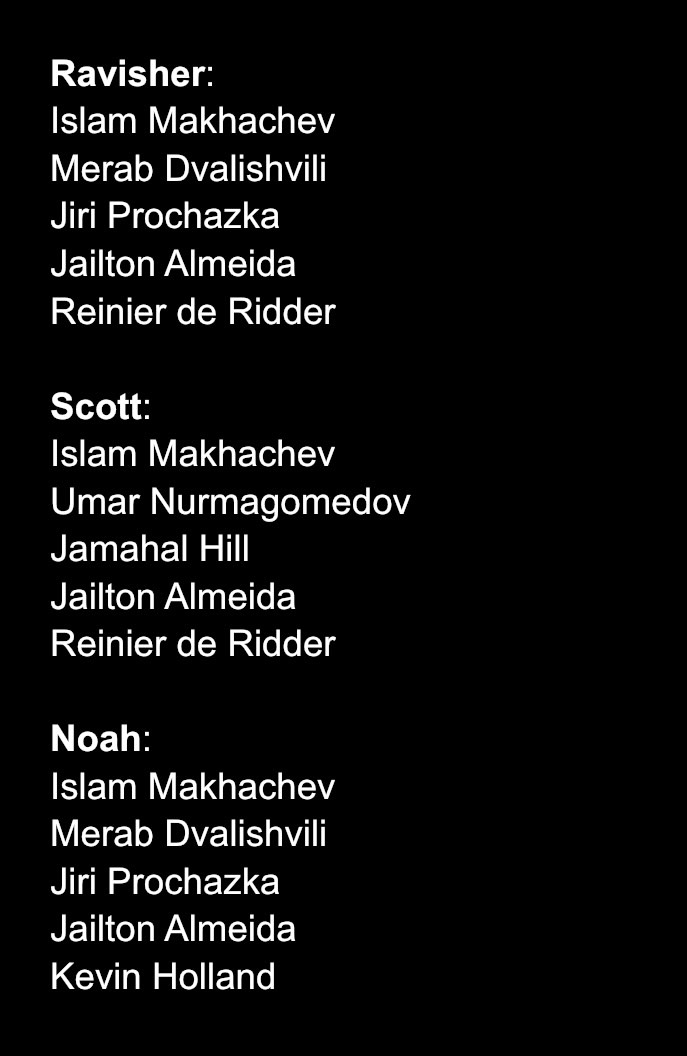 Ravisher:
Islam Makhachev
Merab Dvalishvili
Jiri Prochazka
Jailton Almeida
Reinier de Ridder
Scott:
Islam Makhachev
Umar Nurmagomedov
Jamahal Hill
Jailton Almeida
Reinier de Ridder
Noah:
Islam Makhachev
Merab Dvalishvili
Jiri Prochazka
Jailton Almeida
Kevin Holland